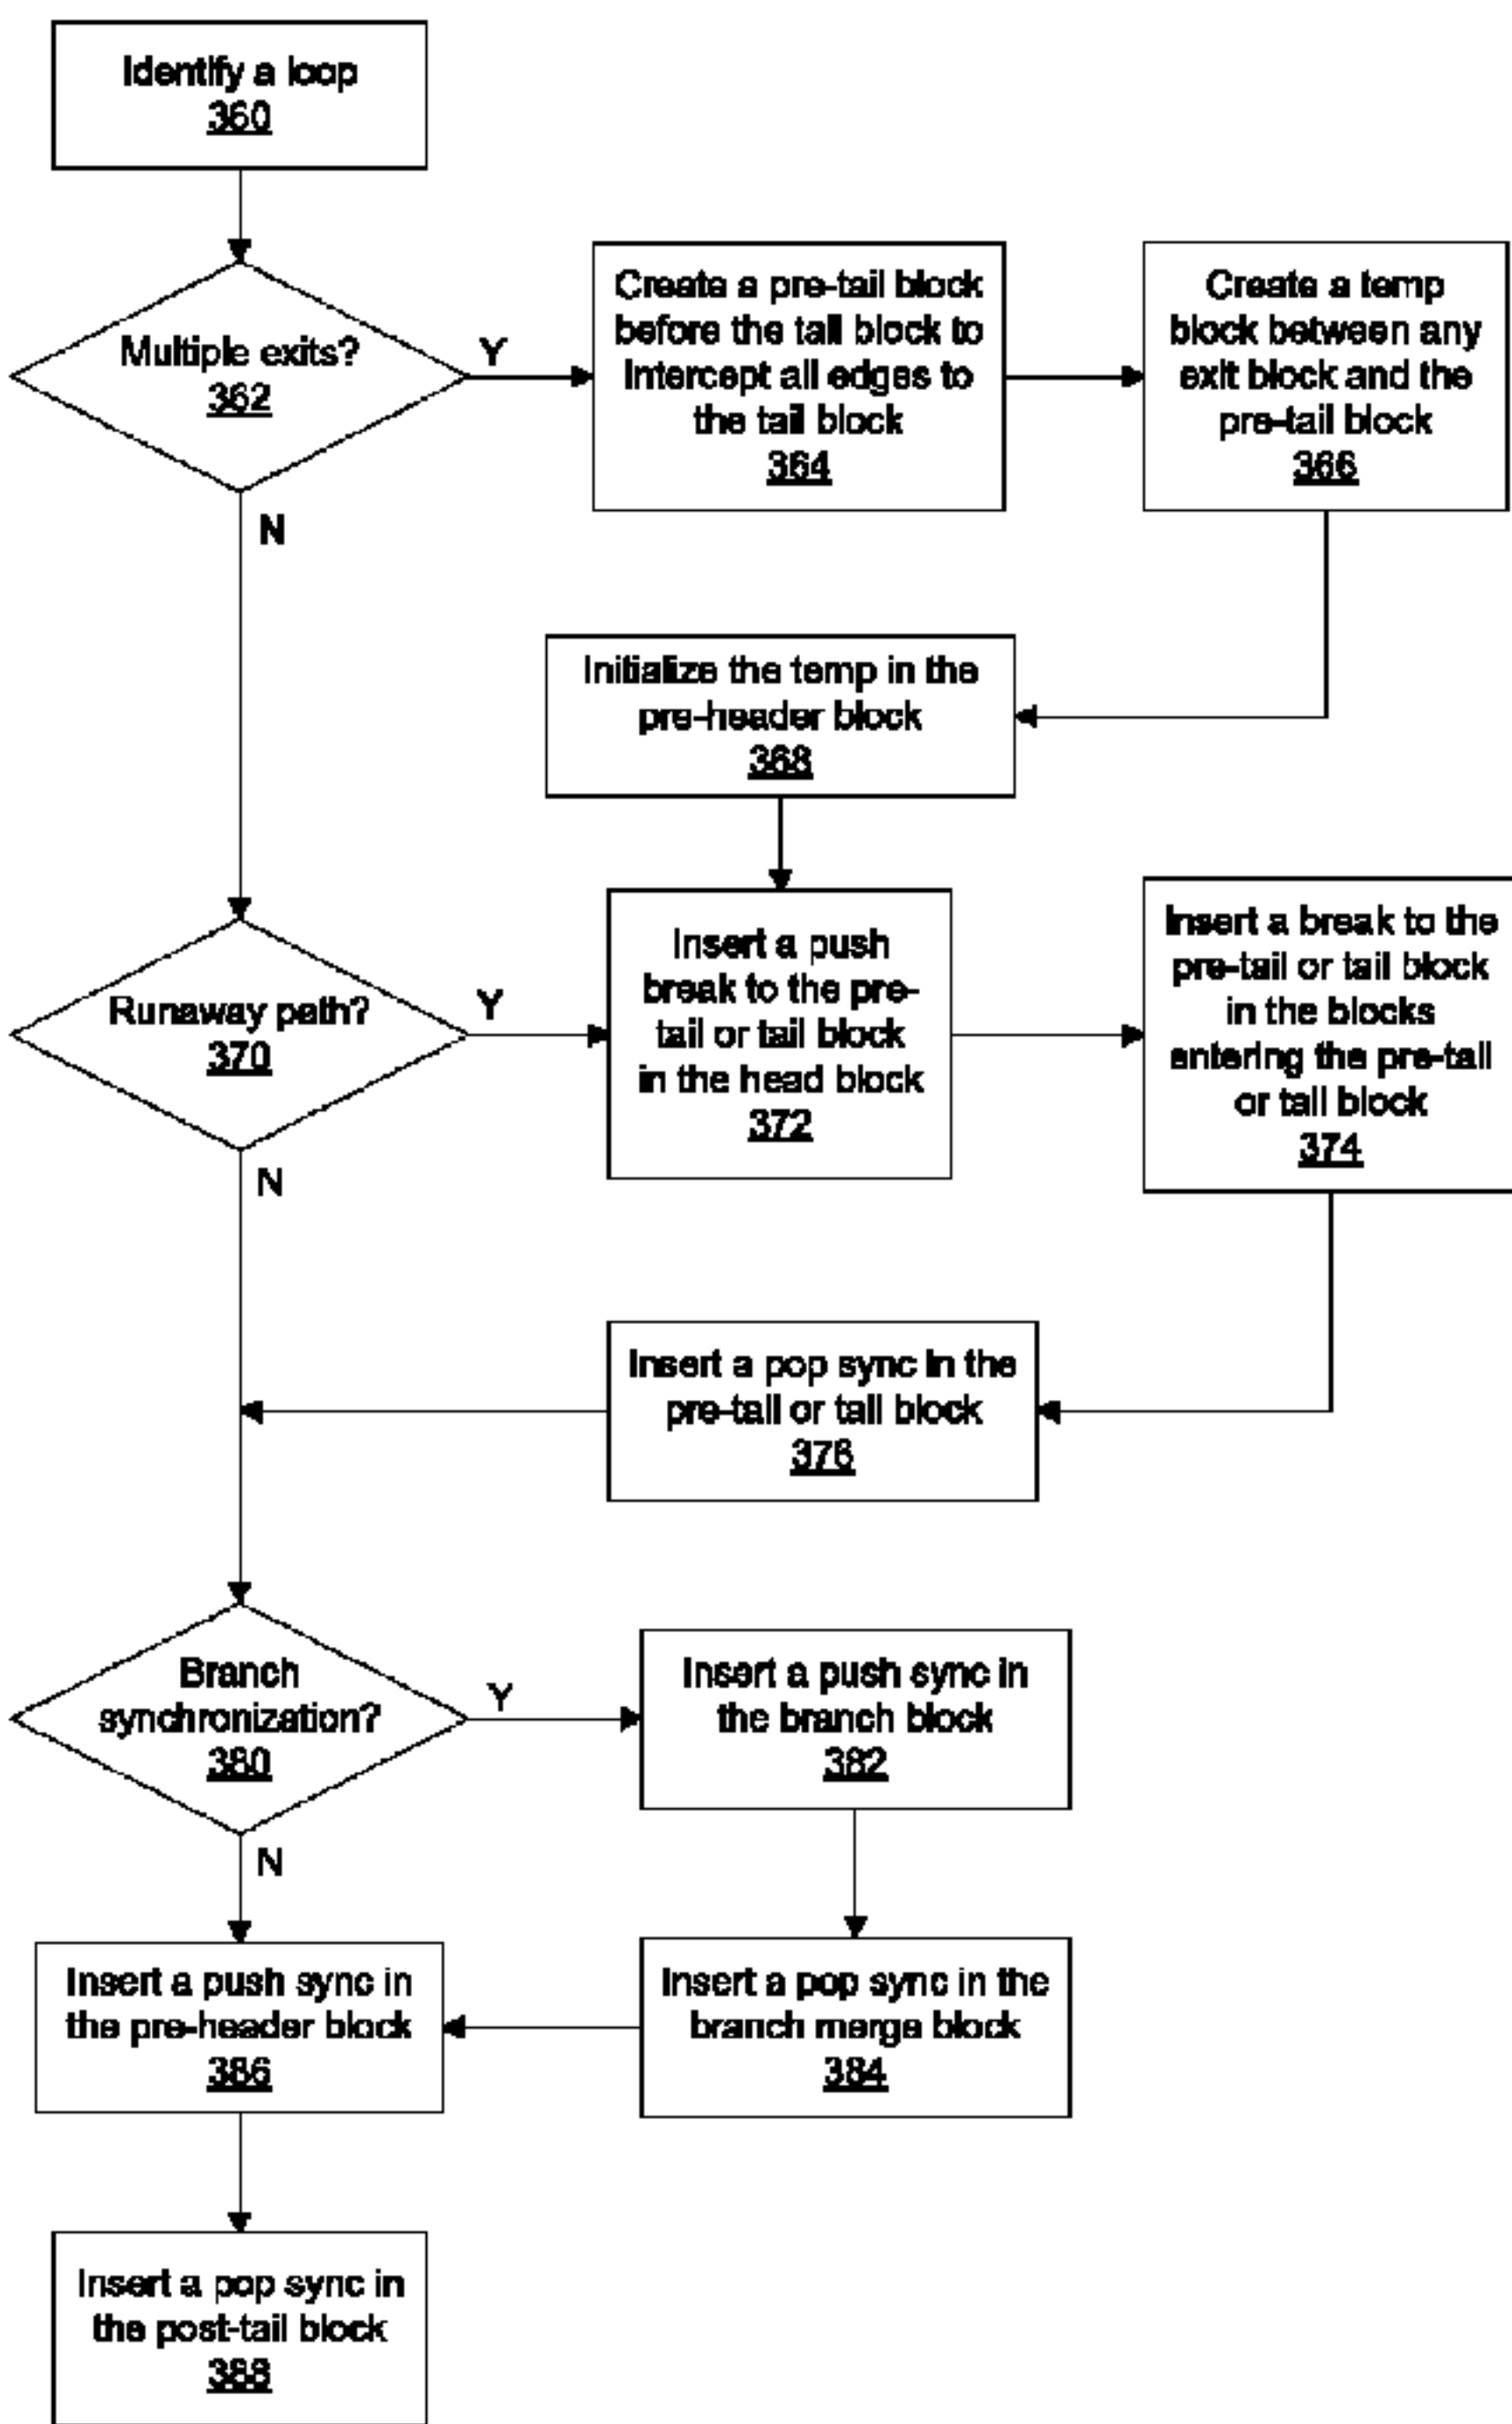 Identify a loop
360
Multiple exits?
362
Y
N
Create a pre-tail block
before the tail block to
intercept all edges to
the tail block
364
Create a temp
block between any
exit block and the
pre-tail block
366
Initialize the temp in the
pre-header block
368
Runaway path?
370
Y
N
Insert a push
break to the pre-
tail or tail block
in the head block
372
Insert a break to the
pre-tail or tail block
in the blocks
entering the pre-tail
or tail block
374
Insert a pop sync in the
pre-tail or tail block
376
Branch
synchronization?
380
Y
N
Insert a push sync in
the branch block
382
Insert a pop sync in the
branch merge block
384
Insert a push sync in
the pre-header block
386
Insert a pop sync in
the post-tail block
388